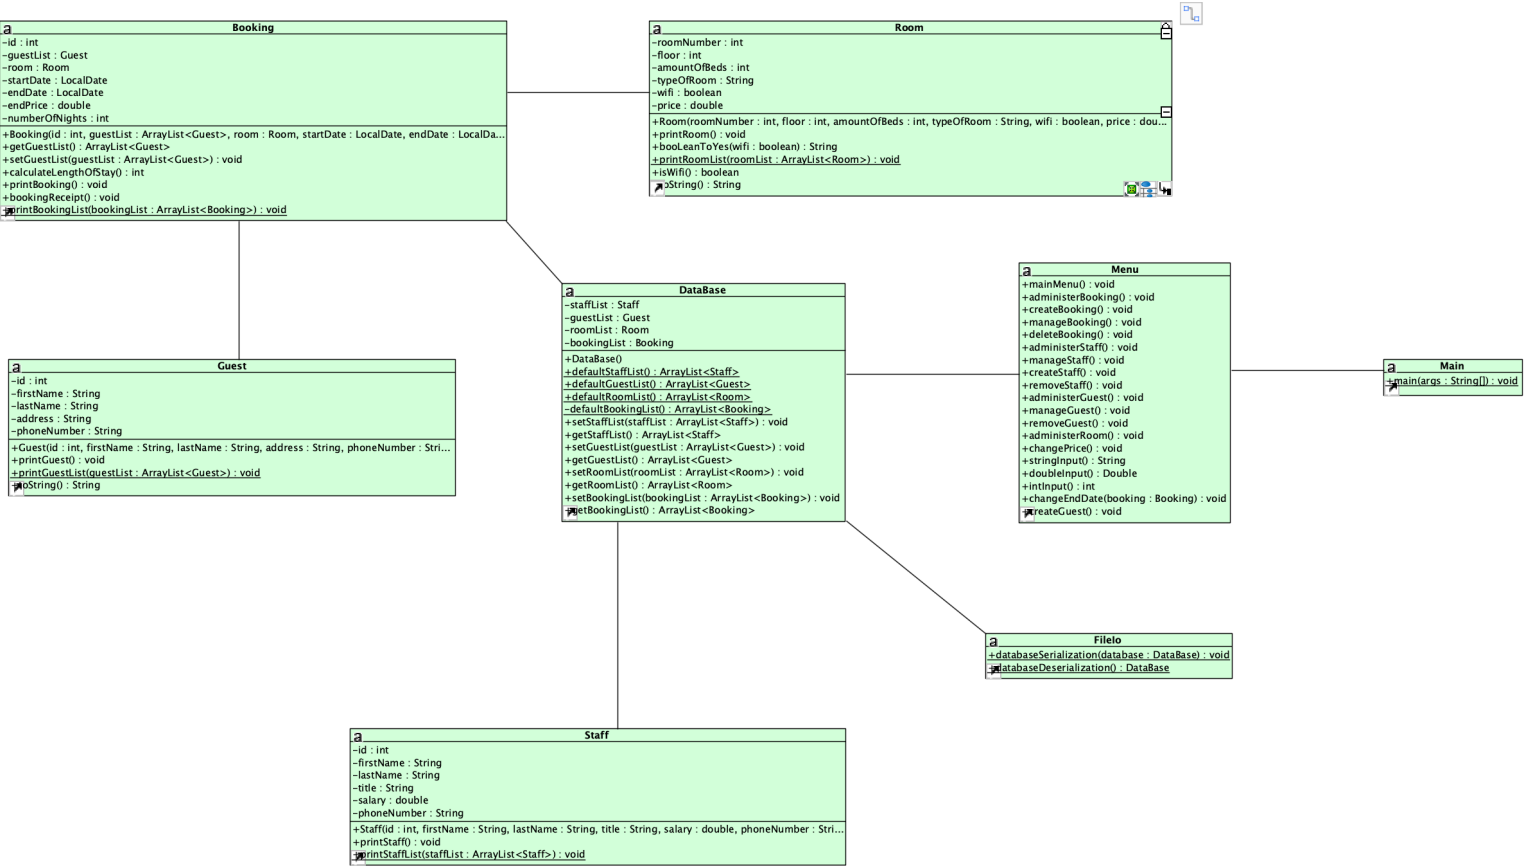 Booking
-id : int
-guestList : Guest
-room : Room
-startDate : LocalDate
-endDate : LocalDate
-endPrice : double
-numberOfNights : int
+Booking(id : int, guestList : ArrayList<Guest>, room : Room, startDate : LocalDate, endDate : LocalDa...
+getGuestList() : ArrayList<Guest>
+setGuestList(guestList : ArrayList<Guest>) : void
+calculateLengthOfStay() : int
+printBooking() : void
+bookingReceipt() : void
+printBookingList(bookingList : ArrayList<Booking>) : void
Room
-roomNumber : int
-floor : int
-amountOfBeds : int
-typeOfRoom : String
-wifi : boolean
-price : double
+Room(roomNumber : int, floor : int, amountOfBeds : int, typeOfRoom : String, wifi : boolean, price : dou...
+printRoom() : void
+booLeanToYes(wifi : boolean) : String
+printRoomList(roomList : ArrayList<Room>) : void
+isWifi() : boolean
+toString() : String
DataBase
-staffList : Staff
-guestList : Guest
-roomList : Room
-bookingList : Booking
+DataBase()
+defaultStaffList() : ArrayList<Staff>
+defaultGuestList() : ArrayList<Guest>
+defaultRoomList() : ArrayList<Room>
-defaultBookingList() : ArrayList<Booking>
+setStaffList(staffList : ArrayList<Staff>) : void
+getStaffList() : ArrayList<Staff>
+setGuestList(guestList : ArrayList<Guest>) : void
+getGuestList() : ArrayList<Guest>
+setRoomList(roomList : ArrayList<Room>) : void
+getRoomList() : ArrayList<Room>
+setBookingList(bookingList : ArrayList<Booking>) : void
+getBookingList() : ArrayList<Booking>
Menu
+mainMenu() : void
+administerBooking() : void
+createBooking() : void
+manageBooking() : void
+deleteBooking() : void
+administerStaff() : void
+manageStaff() : void
+createStaff() : void
+removeStaff() : void
+administerGuest() : void
+manageGuest() : void
+removeGuest() : void
+administerRoom() : void
+changePrice() : void
+stringInput() : String
+doubleInput() : Double
+intInput() : int
+changeEndDate(booking : Booking) : void
+createGuest() : void
Main
+main(args : String[]) : void
Guest
-id : int
-firstName : String
-lastName : String
-address : String
-phoneNumber : String
+Guest(id : int, firstName : String, lastName : String, address : String, phoneNumber : Stri...
+printGuest() : void
+printGuestList(guestList : ArrayList<Guest>) : void
+toString() : String
FileIo
+databaseSerialization(database : DataBase) : void
+databaseDeserialization() : DataBase
Staff
-id : int
-firstName : String
-lastName : String
-title : String
-salary : double
-phoneNumber : String
+Staff(id : int, firstName : String, lastName : String, title : String, salary : double, phoneNumber : Stri...
+printStaff() : void
+printStaffList(staffList : ArrayList<Staff>) : void